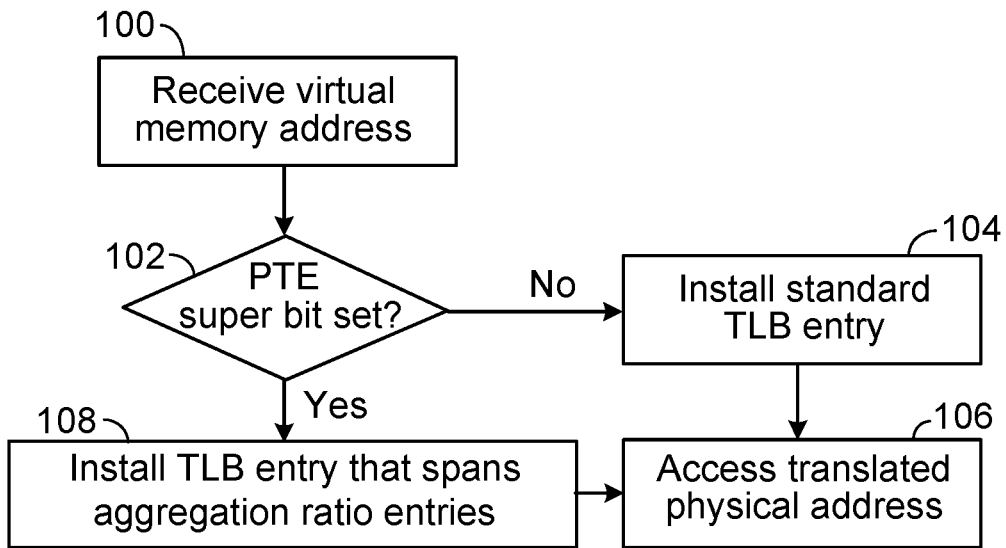 100
Receive virtual
memory address
102
PTE
super bit set?
No
104
Install standard
TLB entry
Yes
108
Install TLB entry that spans
aggregation ratio entries
106
Access translated
physical address